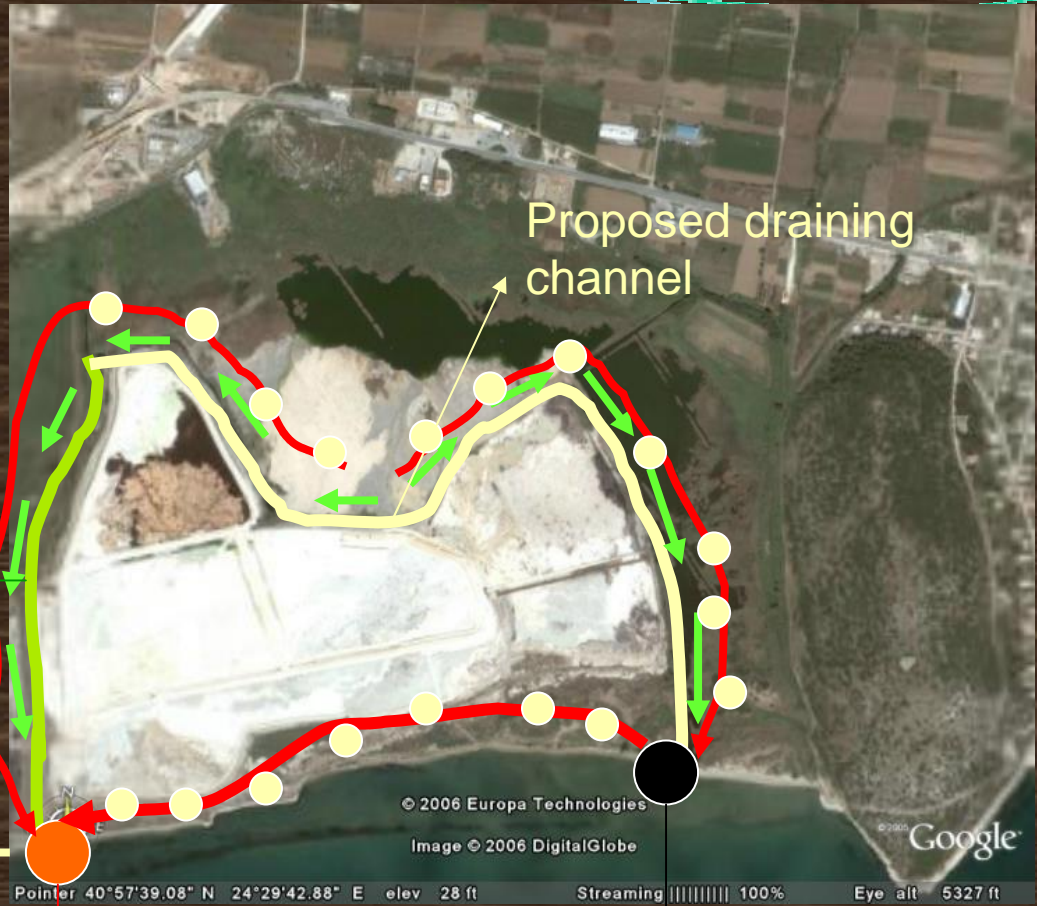 Proposed draining
channel
N
© 2006 Europa Technologies
Image © 2006 DigitalGlobe
©2005 Google
Pointer 40°57'39.08" N 24°29'42.88" E elev 28 ft Streaming |||||||||| 100% Eye alt 5327 ft